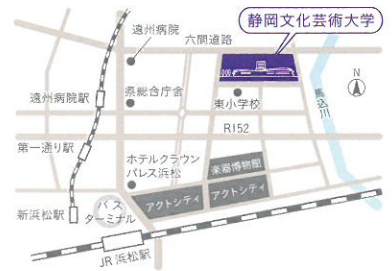 静岡文化芸術大学
遠州病院
六間道路
N
遠州病院駅
県総合庁舎
東小学校
馬込川
R152
第一通り駅
ホテルクラウン
パレス浜松
楽器博物館
アクトシティ
アクトシティ
新浜松駅
バス
ターミナル
JR浜松駅